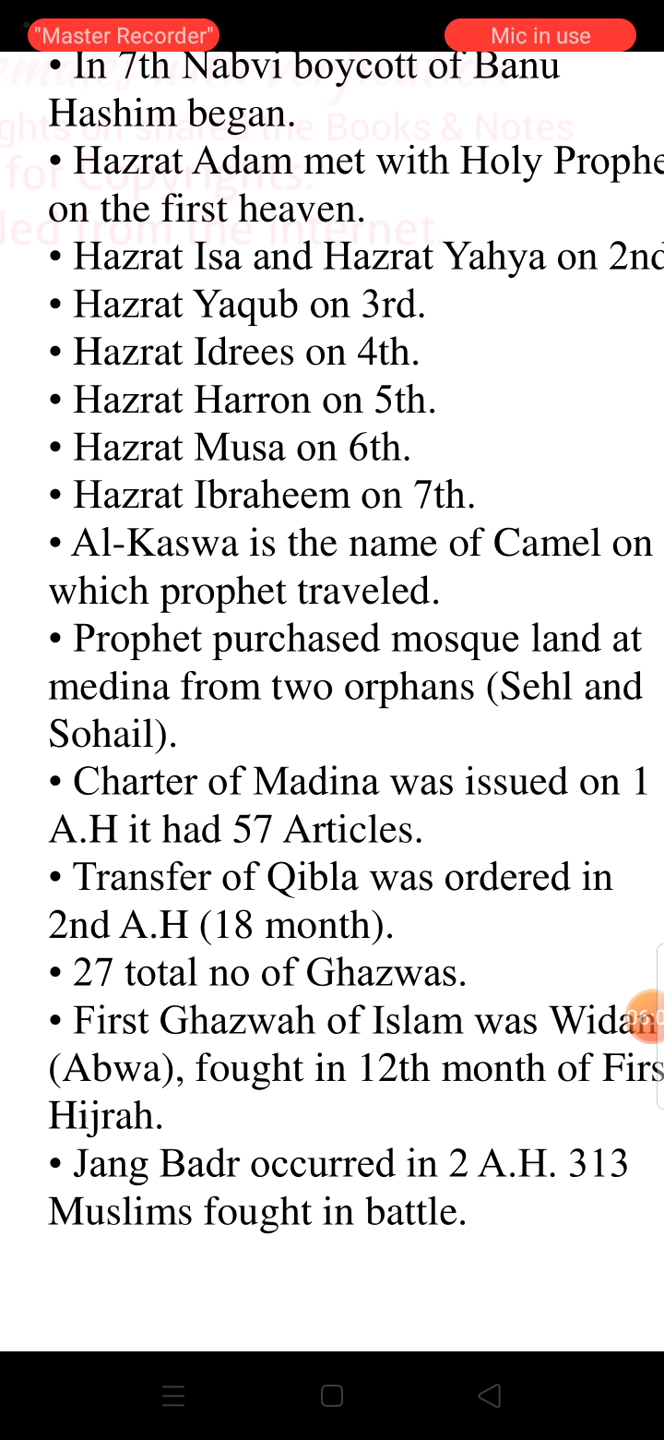 "Master Recorder"
Mic in use
• In 7th Nabvi boycott of Banu
Hashim began.
• Hazrat Adam met with Holy Prophe
on the first heaven.
• Hazrat Isa and Hazrat Yahya on 2nd
• Hazrat Yaqub on 3rd.
• Hazrat Idrees on 4th.
• Hazrat Harron on 5th.
• Hazrat Musa on 6th.
• Hazrat Ibraheem on 7th.
• Al-Kaswa is the name of Camel on
which prophet traveled.
• Prophet purchased mosque land at
medina from two orphans (Sehl and
Sohail).
• Charter of Madina was issued on 1
A.H it had 57 Articles.
• Transfer of Qibla was ordered in
2nd A.H (18 month).
• 27 total no of Ghazwas.
• First Ghazwah of Islam was Widan
(Abwa), fought in 12th month of Firs
Hijrah.
• Jang Badr occurred in 2 A.H. 313
Muslims fought in battle.